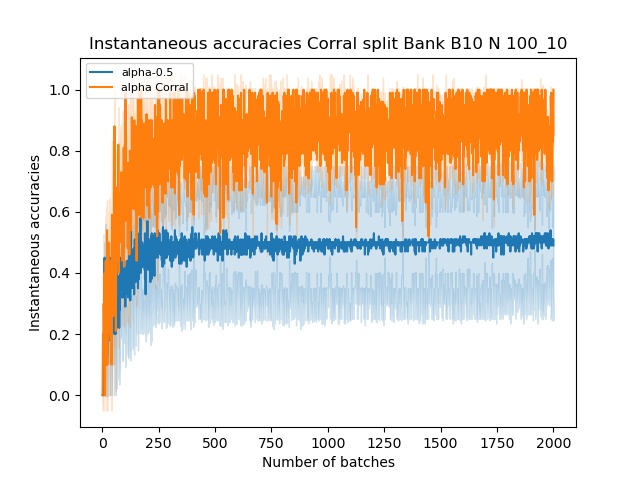 Instantaneous accuracies Corral split Bank B10 N 100_10
alpha-0.5
alpha Corral
1.0
0.8
0.6
0.4
0.2
0.0
Instantaneous accuracies
0 250 500 750 1000 1250 1500 1750 2000
Number of batches